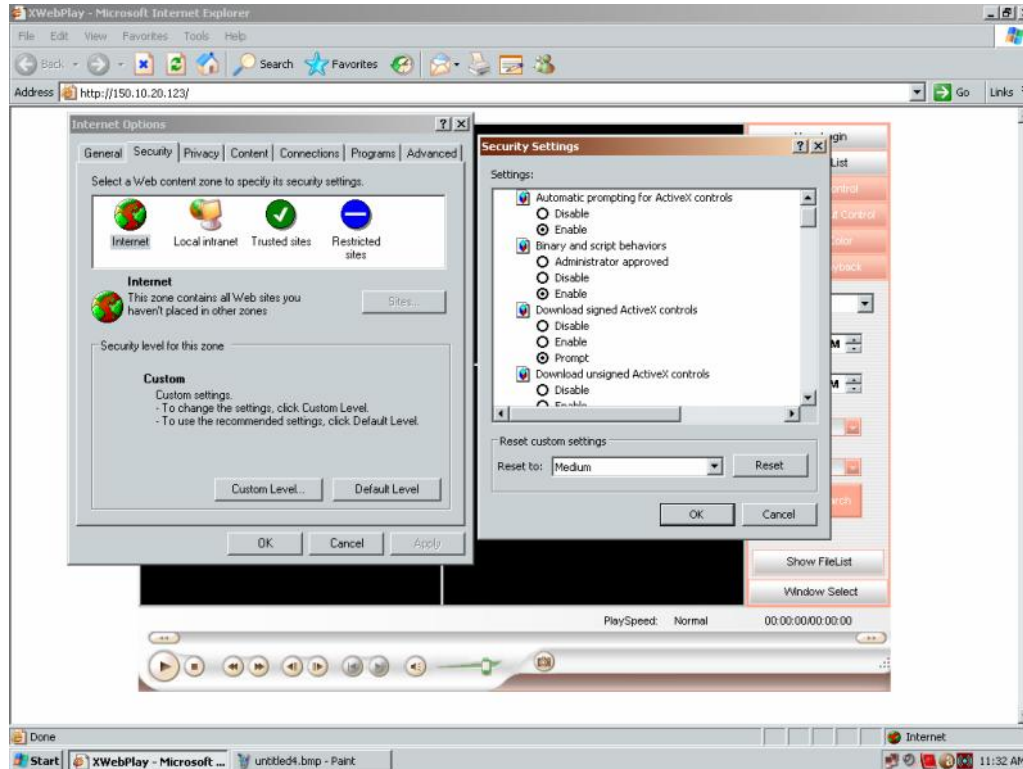 XWebPlay - Microsoft Internet Explorer
File Edit View Favorites Tools Help
Back Search Favorites
Address http://150.10.20.123/ Go Links
Internet Options
General Security Privacy Content Connections Programs Advanced
Select a Web content zone to specify its security settings.
Internet Local intranet Trusted sites Restricted sites
Internet
This zone contains all Web sites you
haven't placed in other zones
Sites...
Security level for this zone
Custom
Custom settings.
- To change the settings, click Custom Level.
- To use the recommended settings, click Default Level.
Custom Level... Default Level
OK Cancel Apply
Security Settings
Settings:
Automatic prompting for ActiveX controls
Disable
Enable
Binary and script behaviors
Administrator approved
Disable
Enable
Download signed ActiveX controls
Disable
Enable
Prompt
Download unsigned ActiveX controls
Disable
Enable
Reset custom settings
Reset to: Medium Reset
OK Cancel
List
Color
M
M
Show FileList
Window Select
PlaySpeed: Normal 00:00:00/00:00:00
Done Internet
Start XWebPlay - Microsoft ... untitled4.bmp - Paint 11:32 AM